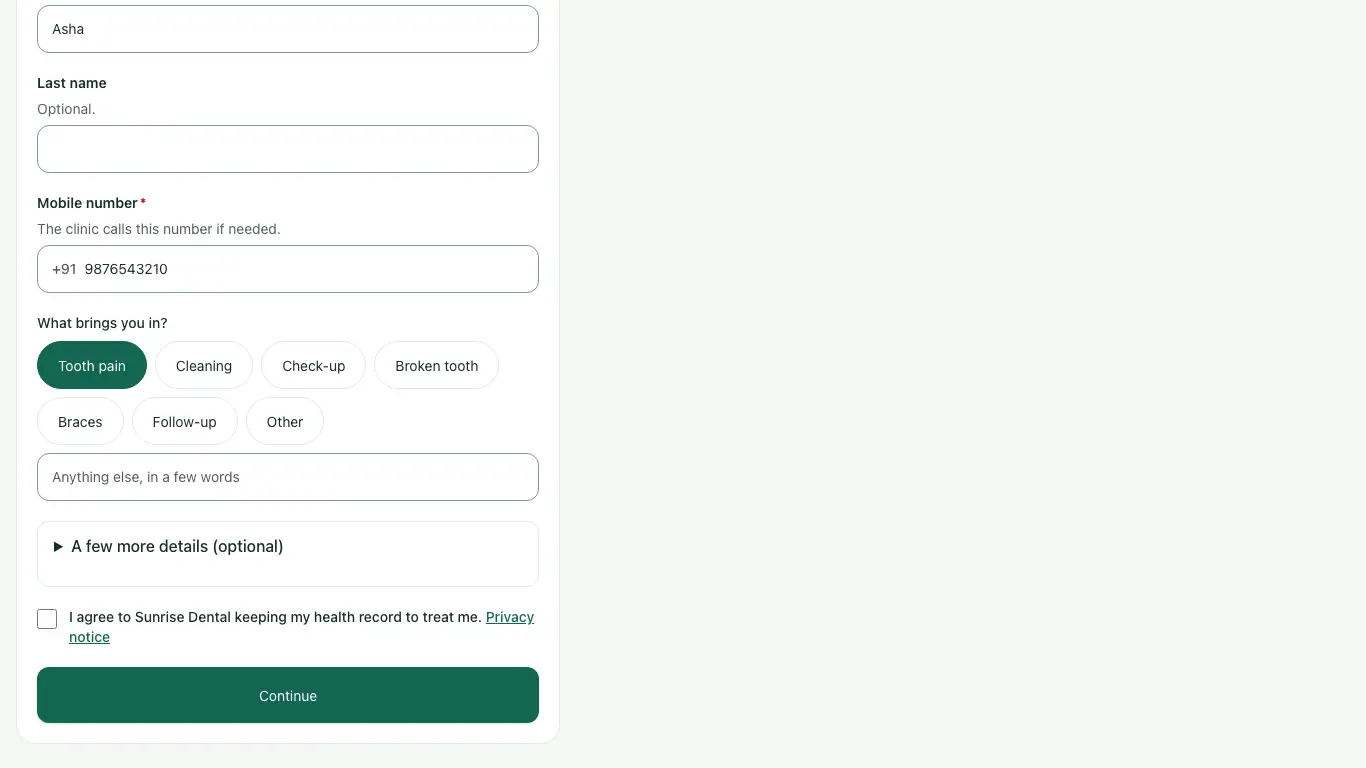 Asha
Last name
Optional.
Mobile number*
The clinic calls this number if needed.
+91 9876543210
What brings you in?
Tooth pain Cleaning Check-up Broken tooth
Braces Follow-up Other
Anything else, in a few words
A few more details (optional)
I agree to Sunrise Dental keeping my health record to treat me. Privacy
notice
Continue